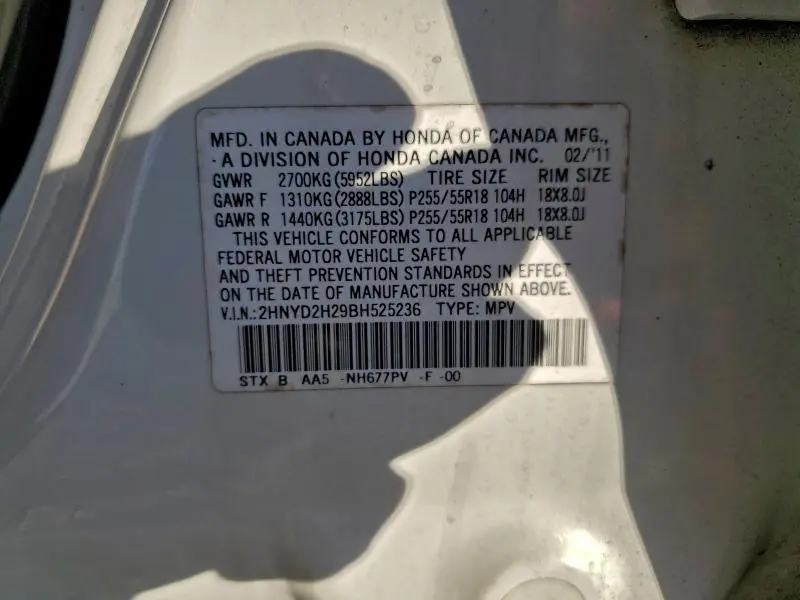 MFD. IN CANADA BY HONDA OF CANADA MFG.,
- A DIVISION OF HONDA CANADA INC. 02/'11
GVWR 2700KG(5952LBS) TIRE SIZE RIM SIZE
GAWR F 1310KG(2888LBS) P255/55R18 104H 18X8.0J
GAWR R 1440KG(3175LBS) P255/55R18 104H 18X8.0J
THIS VEHICLE CONFORMS TO ALL APPLICABLE
FEDERAL MOTOR VEHICLE SAFETY
AND THEFT PREVENTION STANDARDS IN EFFECT
ON THE DATE OF MANUFACTURE SHOWN ABOVE.
V.I.N.:2HNYD2H29BH525236 TYPE: MPV
STX B AA5 -NH677PV -F -00